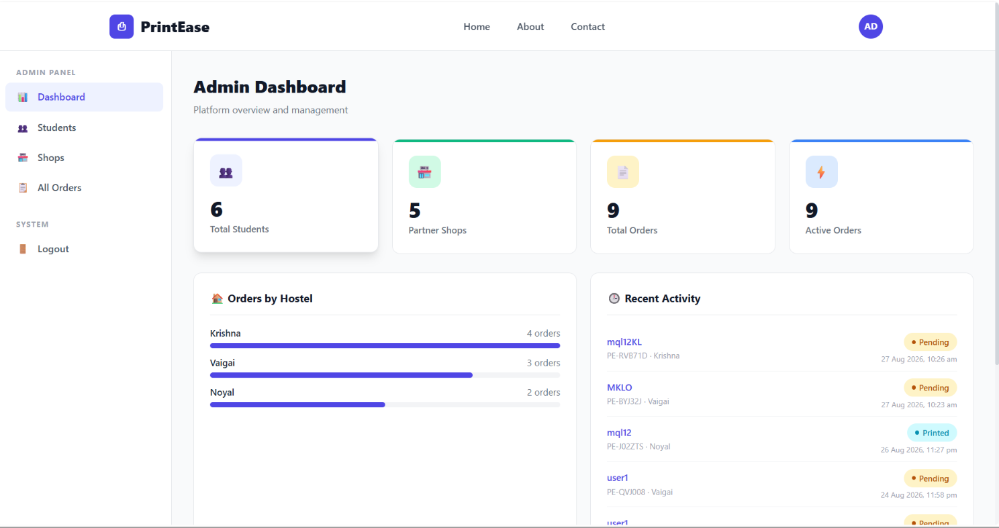 PrintEase
Home
About
Contact
AD
ADMIN PANEL
Dashboard
Students
Shops
All Orders
SYSTEM
Logout
Admin Dashboard
Platform overview and management
6
Total Students
5
Partner Shops
9
Total Orders
9
Active Orders
Orders by Hostel
Krishna 4 orders
Vaigai 3 orders
Noyal 2 orders
Recent Activity
mql12KL Pending
PE-RVB71D · Krishna 27 Aug 2026, 10:26 am
MKLO Pending
PE-BYJ32J · Vaigai 27 Aug 2026, 10:23 am
mql12 Printed
PE-J02ZTS · Noyal 26 Aug 2026, 11:27 pm
user1 Pending
PE-QVJ008 · Vaigai 24 Aug 2026, 11:58 pm
user1 Pending